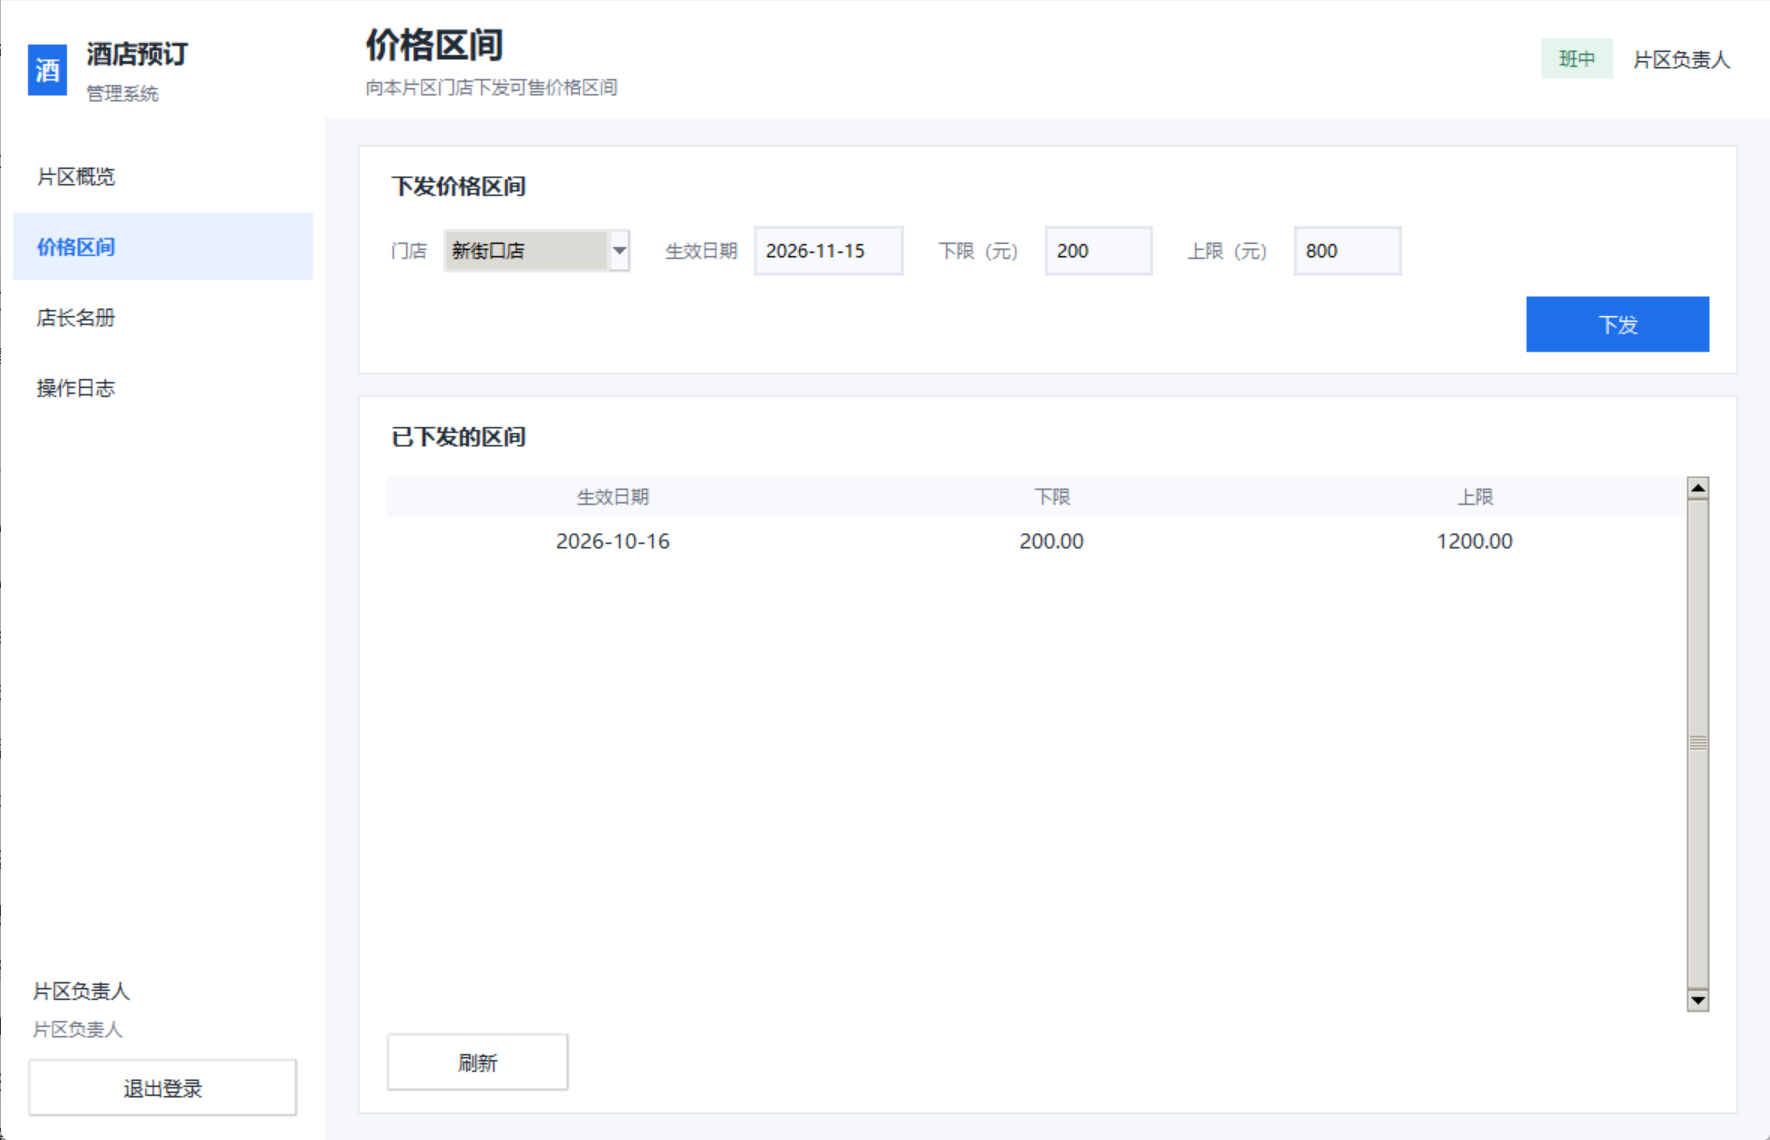 酒
酒店预订
管理系统
片区概览
价格区间
店长名册
操作日志
片区负责人
片区负责人
退出登录
价格区间
向本片区门店下发可售价格区间
班中
片区负责人
下发价格区间
门店 新街口店 生效日期 2026-11-15 下限（元） 200 上限（元） 800
下发
已下发的区间
生效日期 下限 上限
2026-10-16 200.00 1200.00
刷新